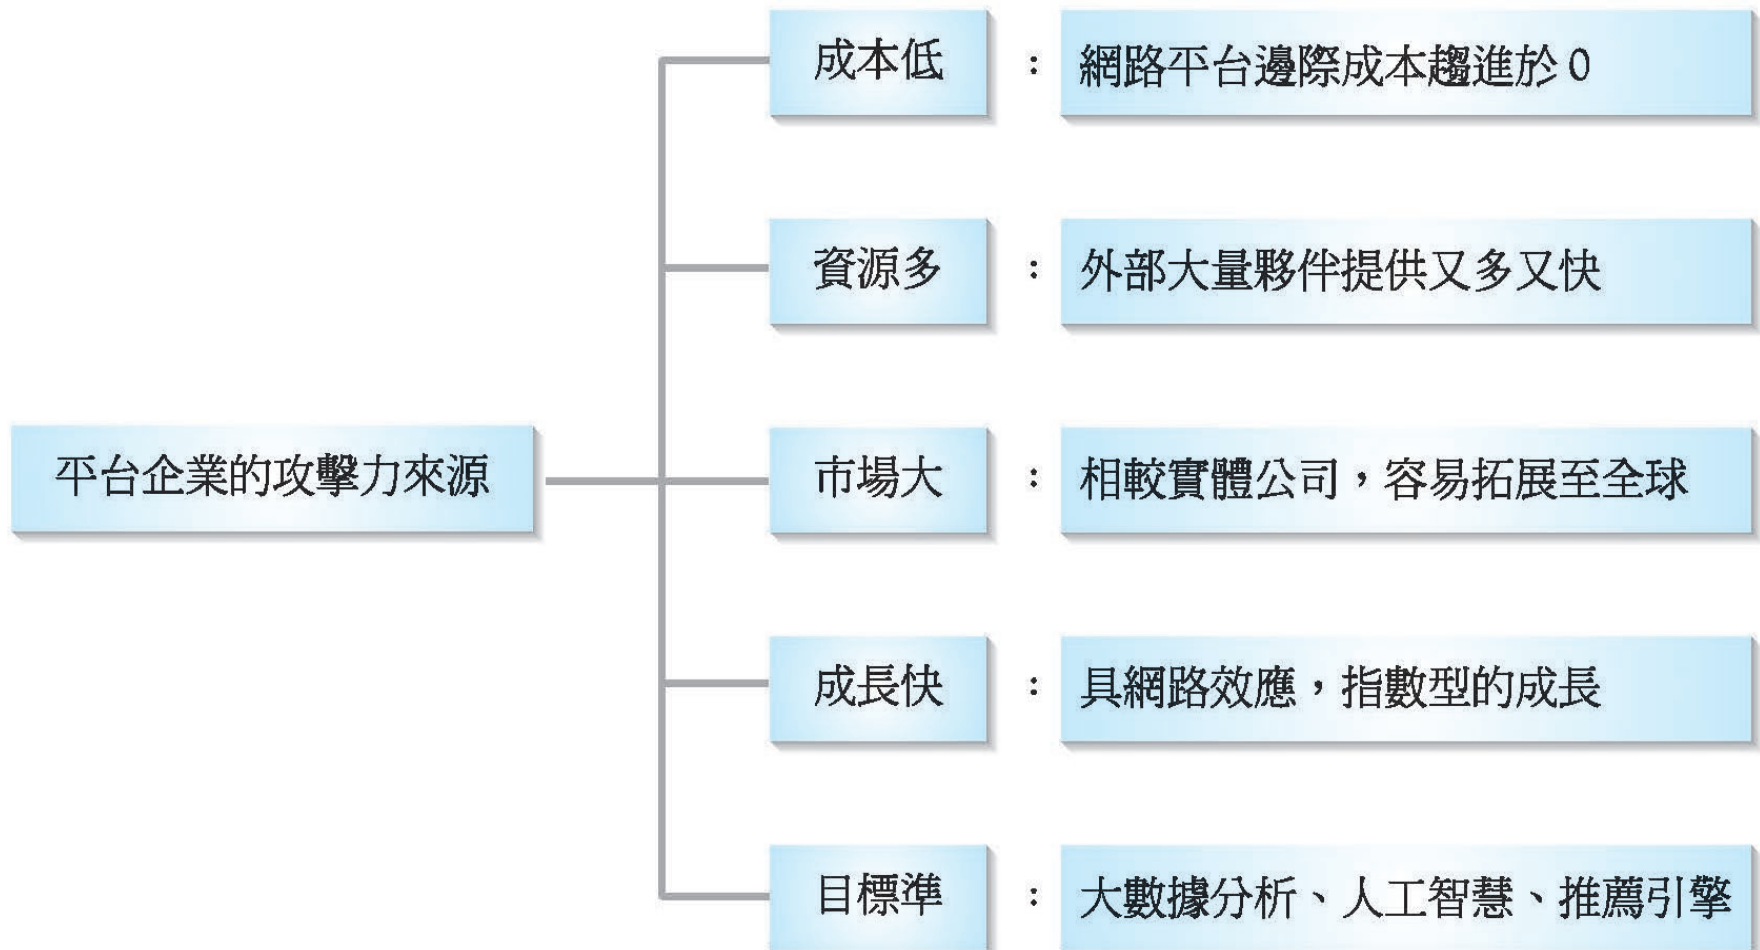 成本低 : 網路平台邊際成本趨進於 0
資源多 : 外部大量夥伴提供又多又快
平台企業的攻擊力來源
市場大 : 相較實體公司，容易拓展至全球
成長快 : 具網路效應，指數型的成長
目標準 : 大數據分析、人工智慧、推薦引擎